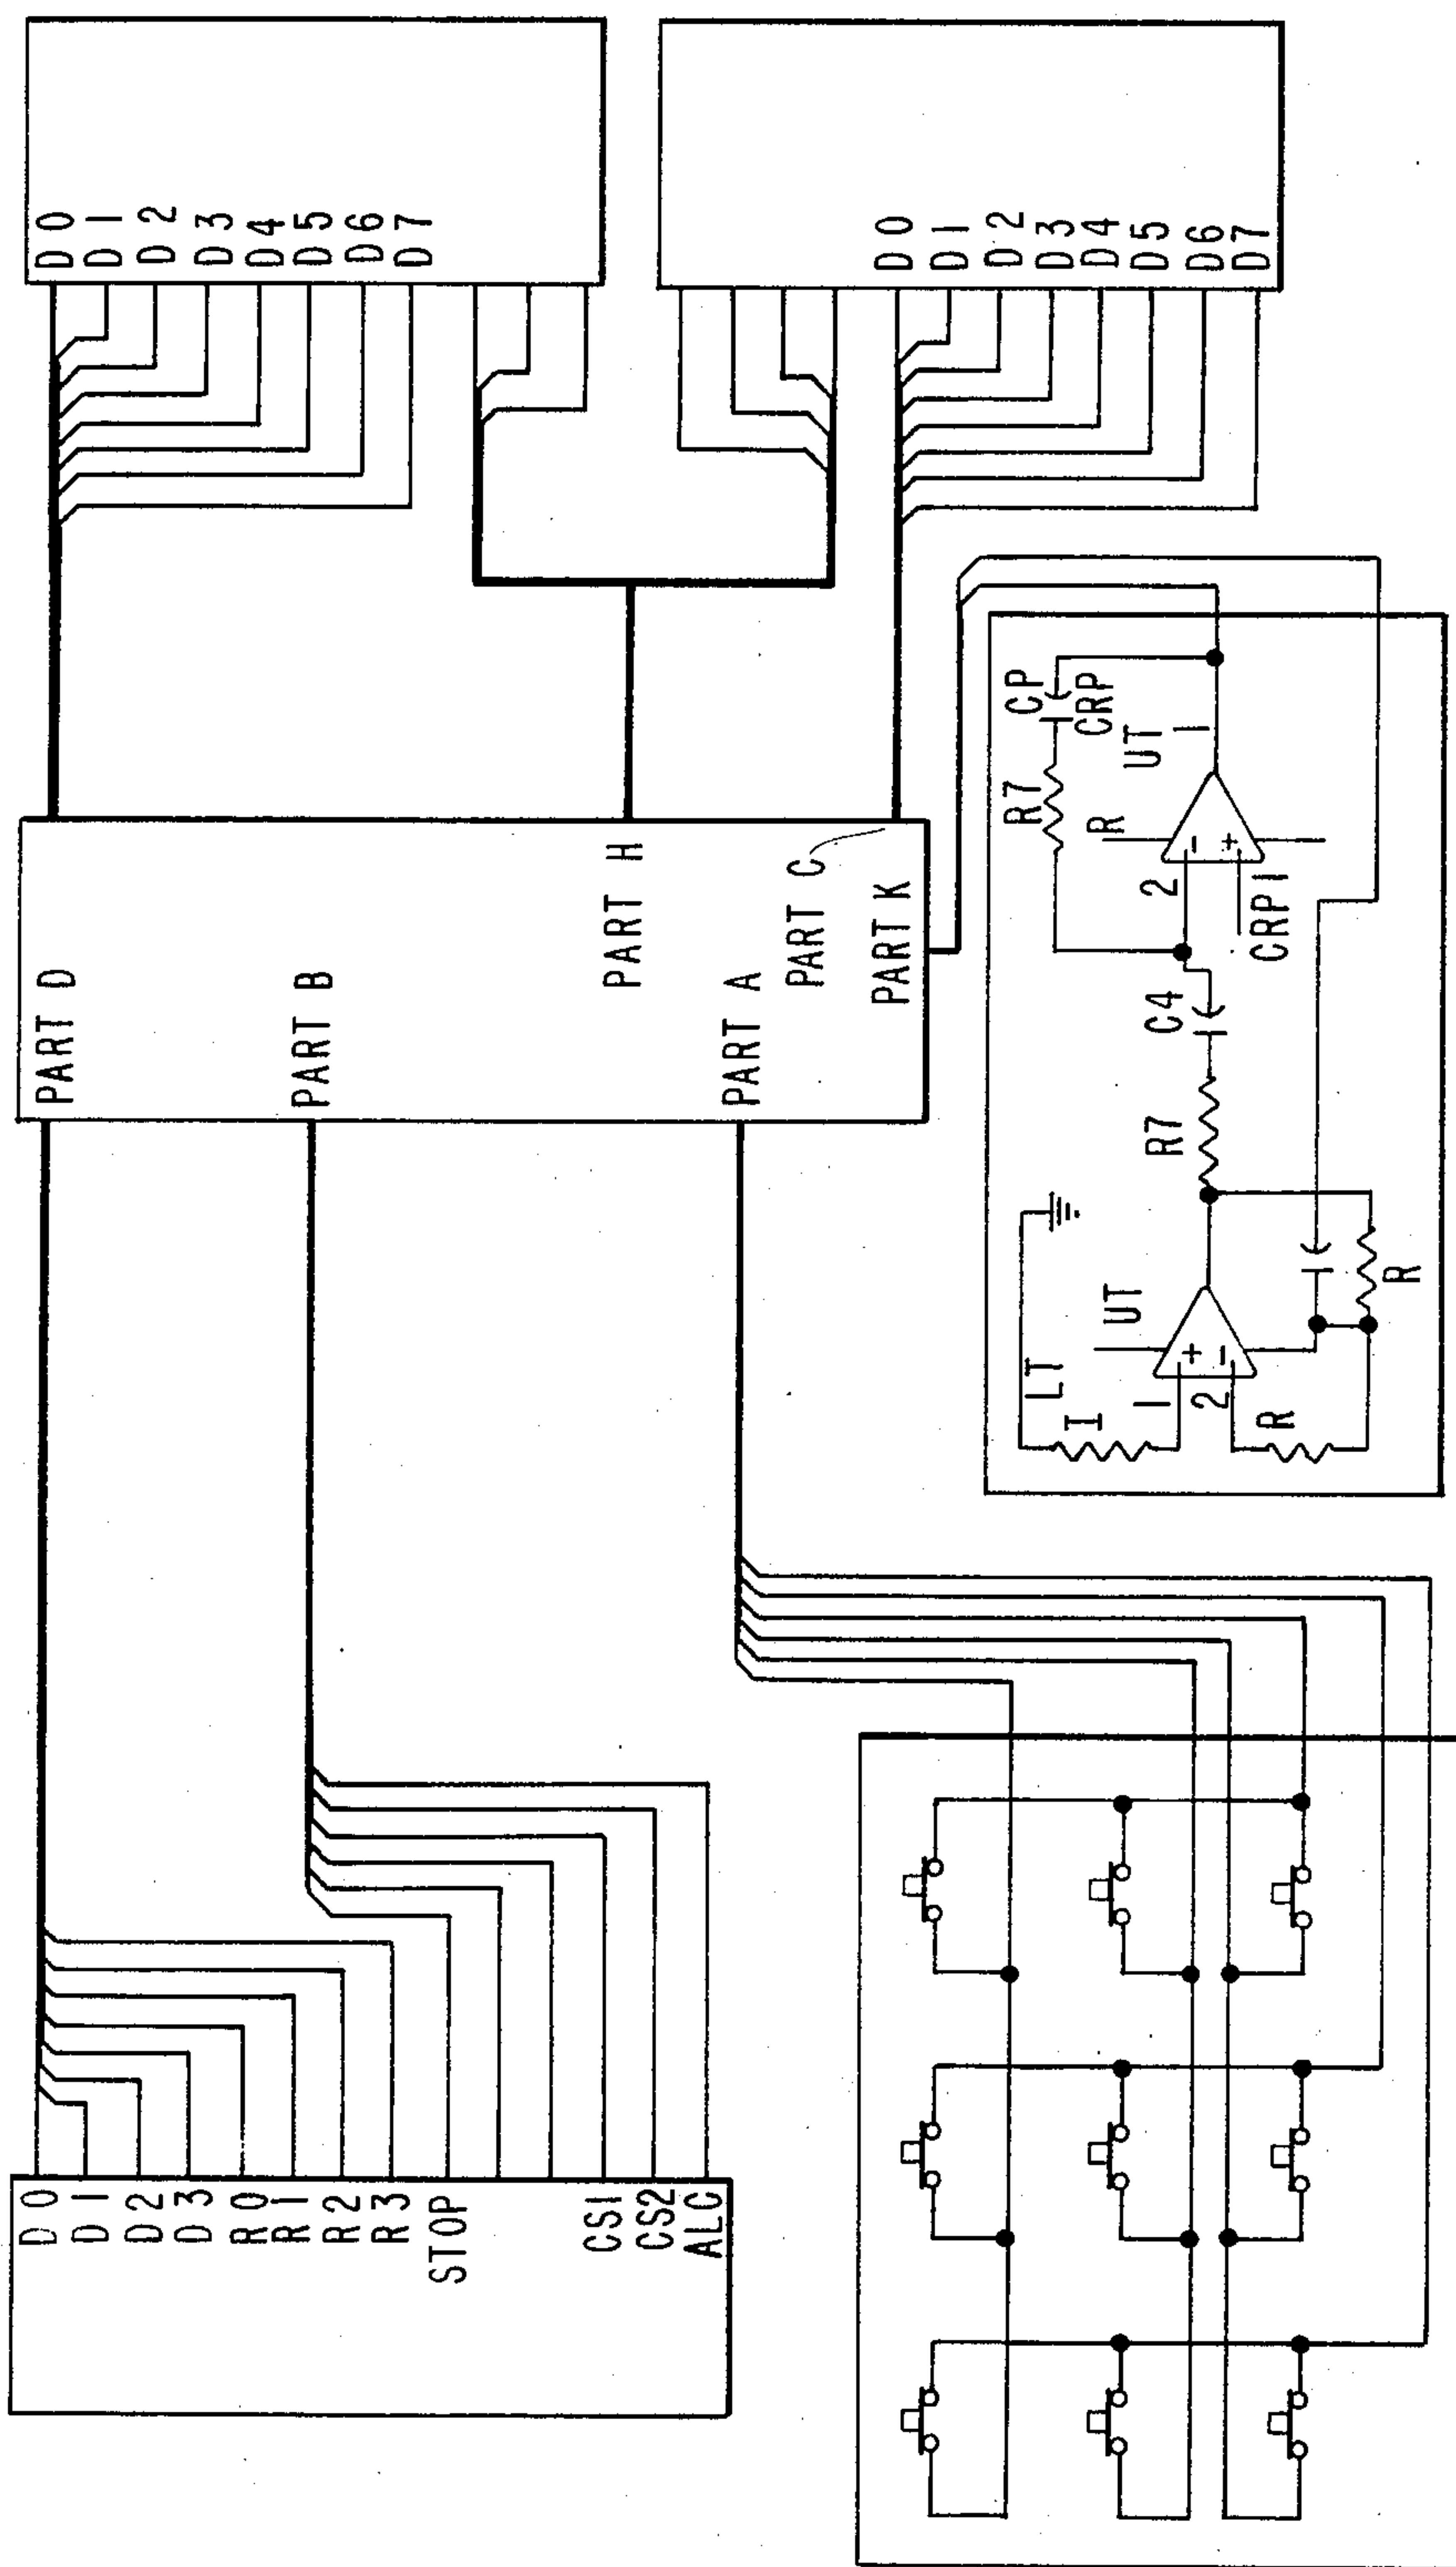 D0
D1
D2
D3
D4
D5
D6
D7
D0
D1
D2
D3
D4
D5
D6
D7
PART D
PART B
PART H
PART A
PART C
PART K
D0
D1
D2
D3
R0
R1
R2
R3
STOP
CS1
CS2
ALC
LT
I
1
2
R
UT
R
R7
C4
2
CRP1
R
R7
CP
CRP
UT
1